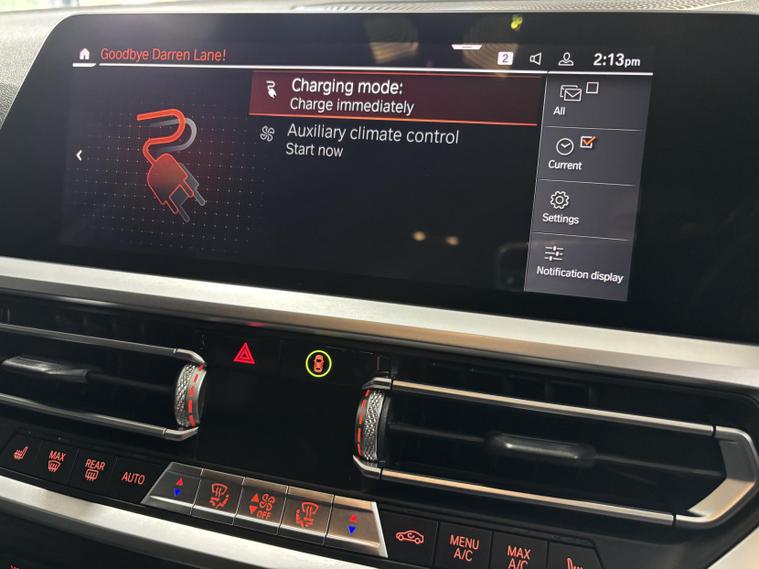 Goodbye Darren Lane!
2
2:13pm
Charging mode:
Charge immediately
Auxiliary climate control
Start now
All
Current
Settings
Notification display
MAX
REAR
AUTO
OFF
MENU
A/C
MAX
A/C